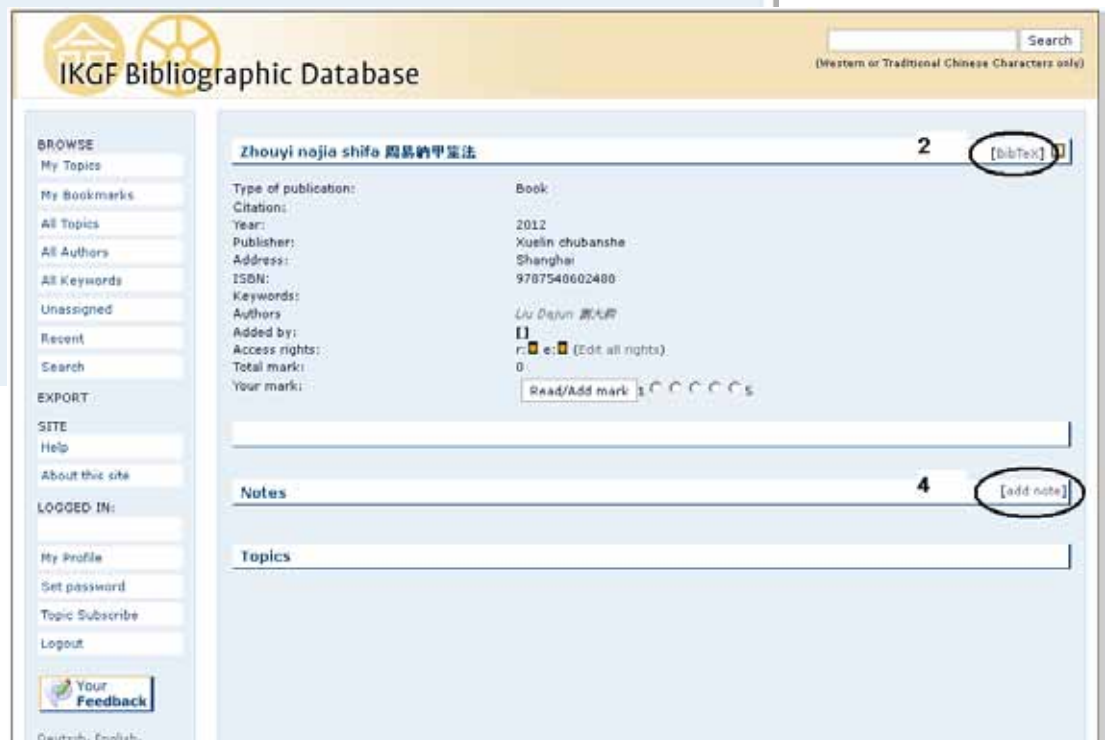 IKGF Bibliographic Database
Search
(Western or Traditional Chinese Characters only)
BROWSE
My Topics
My Bookmarks
All Topics
All Authors
All Keywords
Unassigned
Recent
Search
EXPORT
SITE
Help
About this site
LOGGED IN:
My Profile
Set password
Topic Subscribe
Logout
Your
Feedback
Deutsch- English-
Zhouyi najia shifa 周易納甲筮法 2 [BibTeX]
Type of publication: Book
Citation:
Year: 2012
Publisher: Xuelin chubanshe
Address: Shanghai
ISBN: 9787548602488
Keywords:
Authors Liu Dajun
Added by: []
Access rights: r: e: (Edit all rights)
Total mark: 0
Your mark: Read/Add mark 1 5
Notes 4 [add note]
Topics